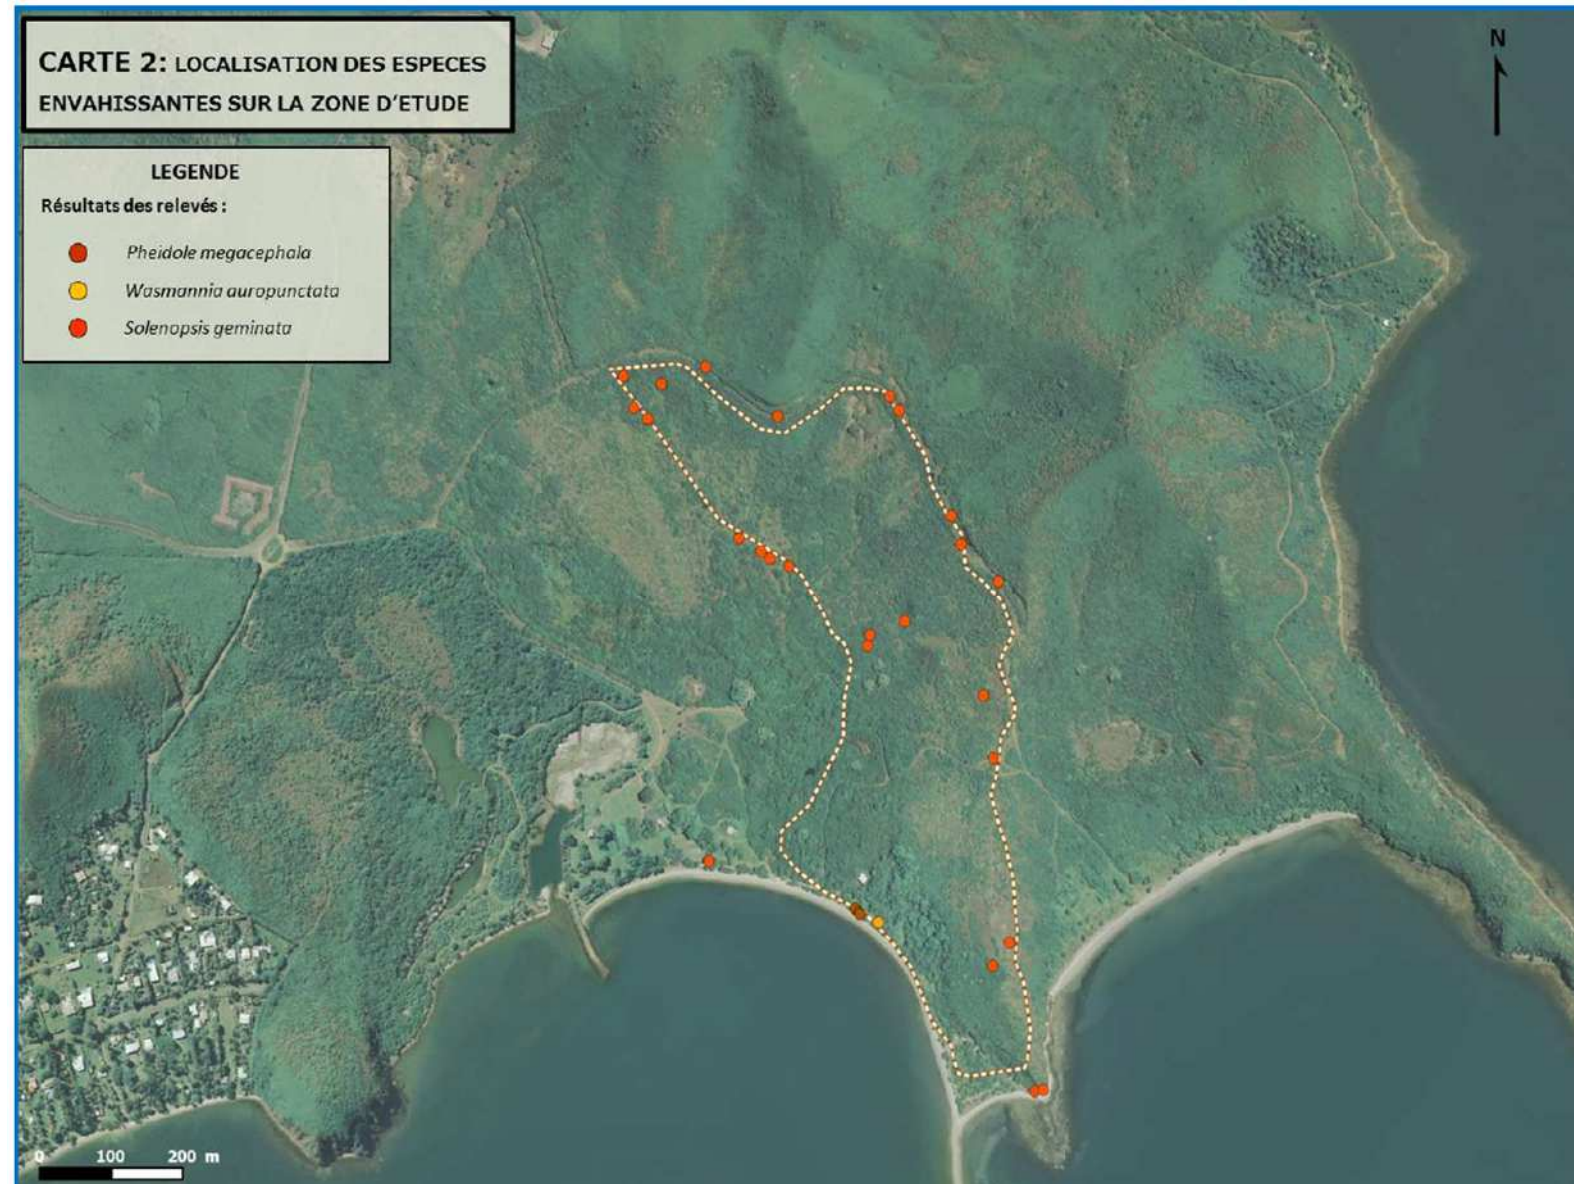 CARTE 2: LOCALISATION DES ESPECES
ENVAHISSANTES SUR LA ZONE D'ETUDE
N
LEGENDE
Résultats des relevés :
Pheidole megacephala
Wasmannia auropunctata
Solenopsis geminata
0 100 200 m